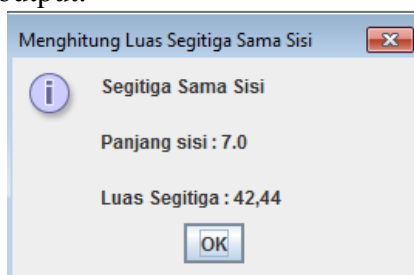 output:
Menghitung Luas Segitiga Sama Sisi
Segitiga Sama Sisi
Panjang sisi : 7.0
Luas Segitiga : 42,44
OK